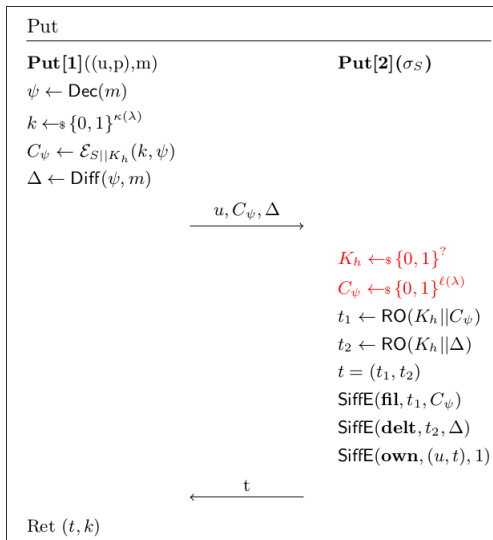 Put
Put[1]((u,p),m) Put[2](σ_S)
ψ ← Dec(m)
k ←$ {0, 1}^κ(λ)
C_ψ ← ℰ_{S||K_h}(k, ψ)
Δ ← Diff(ψ, m)
u, C_ψ, Δ
K_h ←$ {0, 1}^?
C_ψ ←$ {0, 1}^ℓ(λ)
t_1 ← RO(K_h||C_ψ)
t_2 ← RO(K_h||Δ)
t = (t_1, t_2)
SiffE(fil, t_1, C_ψ)
SiffE(delt, t_2, Δ)
SiffE(own, (u, t), 1)
t
Ret (t, k)